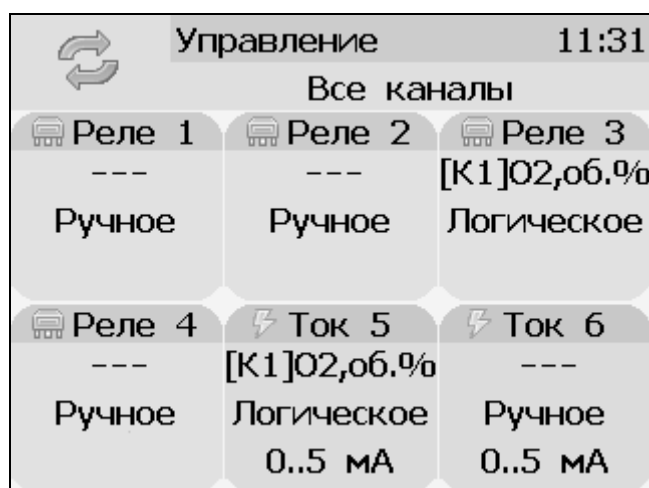 Управление 11:31
Все каналы
Реле 1 Реле 2 Реле 3
--- --- [К1]О2,об.%
Ручное Ручное Логическое
Реле 4 Ток 5 Ток 6
--- [К1]О2,об.% ---
Ручное Логическое Ручное
0..5 мА 0..5 мА